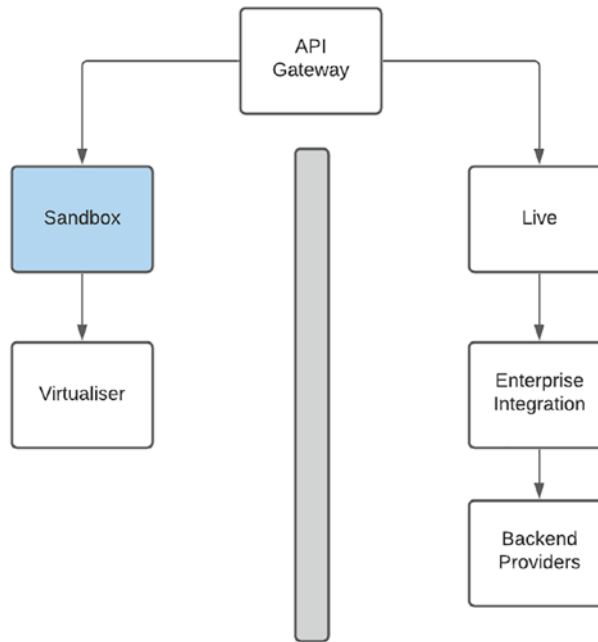 API
Gateway
Sandbox
Live
Virtualiser
Enterprise
Integration
Backend
Providers